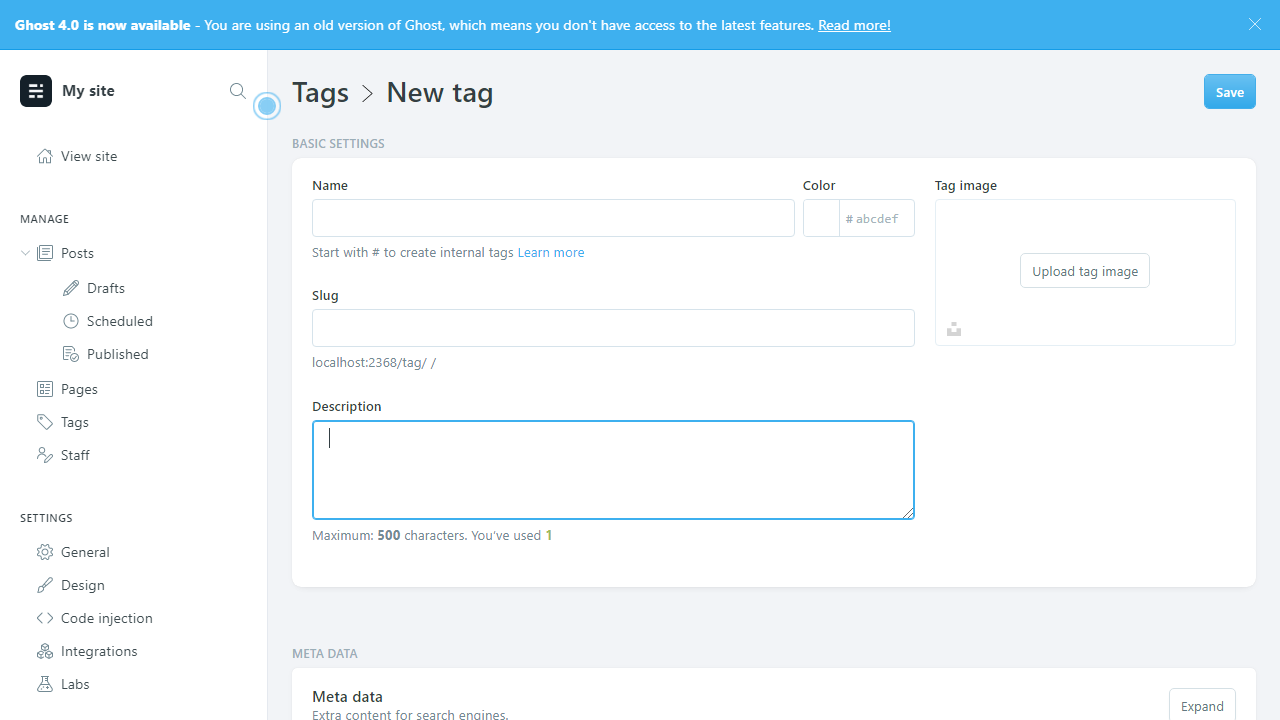 Ghost 4.0 is now available - You are using an old version of Ghost, which means you don't have access to the latest features. Read more!
My site
View site
MANAGE
Posts
Drafts
Scheduled
Published
Pages
Tags
Staff
SETTINGS
General
Design
Code injection
Integrations
Labs
Tags > New tag
Save
BASIC SETTINGS
Name
Color
# abcdef
Start with # to create internal tags Learn more
Slug
localhost:2368/tag/ /
Description
Maximum: 500 characters. You've used 1
Tag image
Upload tag image
META DATA
Meta data
Extra content for search engines.
Expand